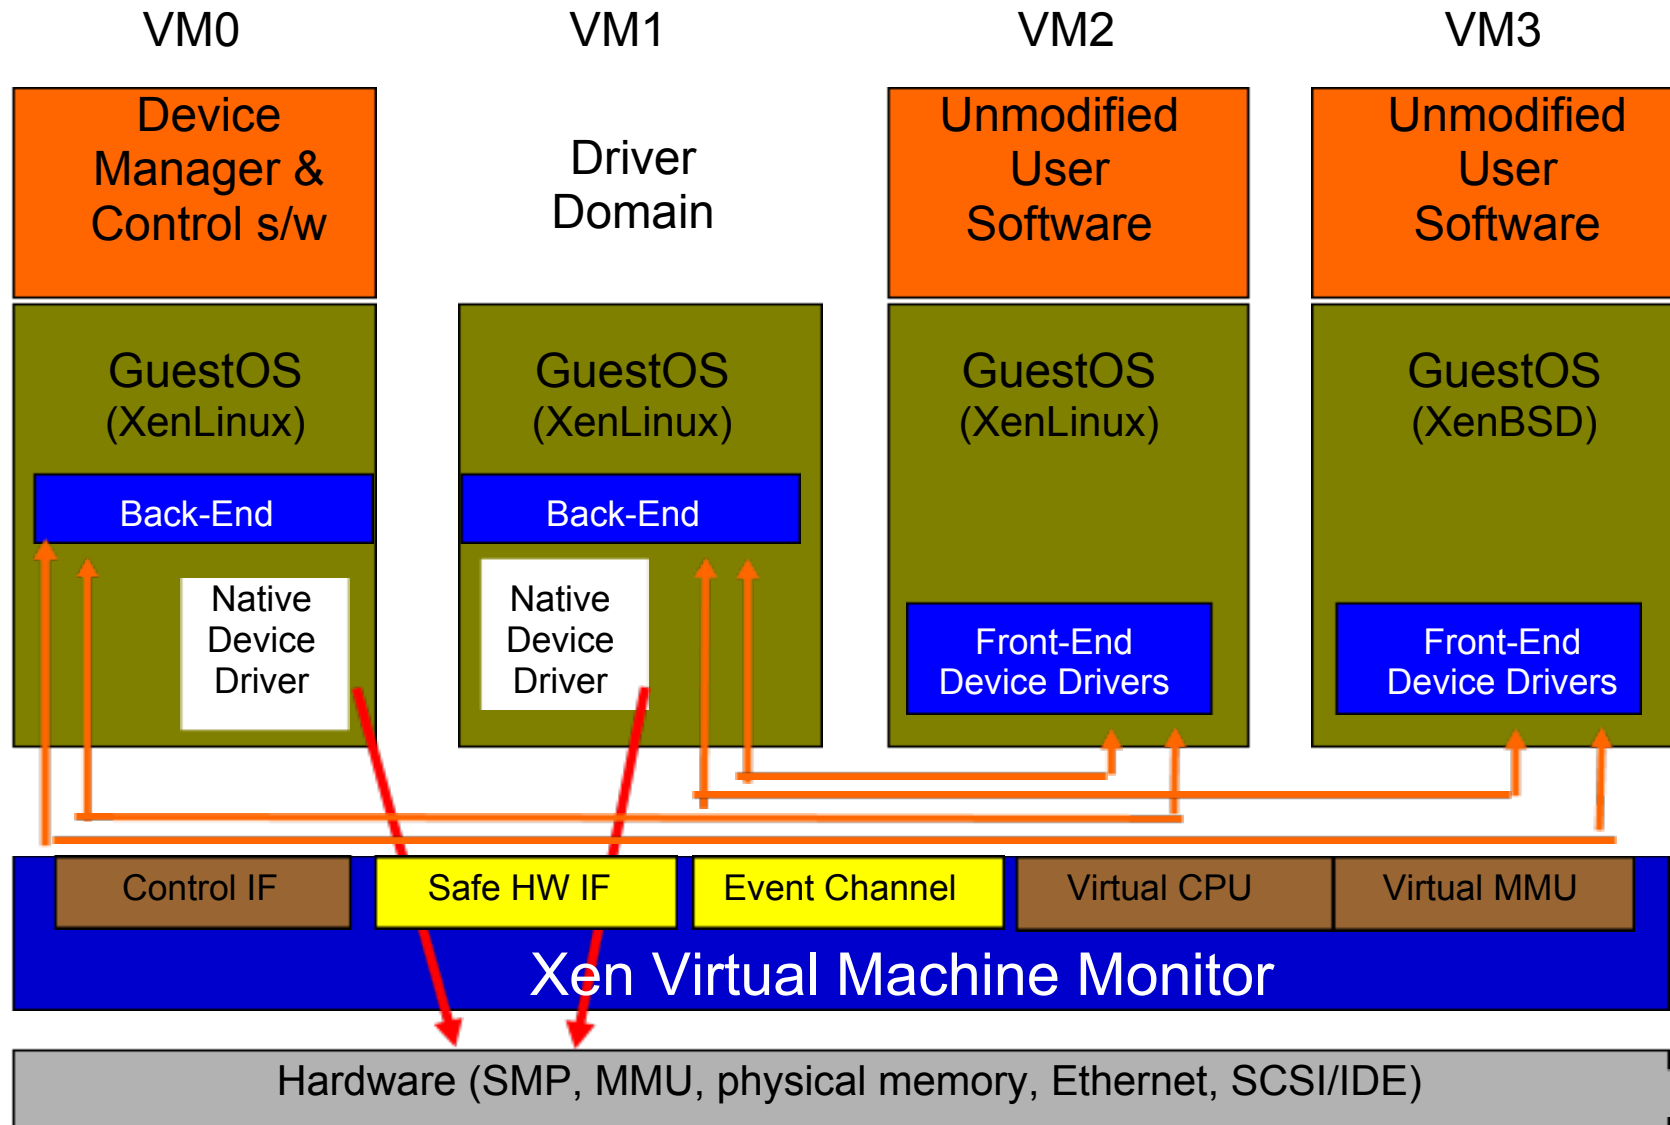 VM0
VM1
VM2
VM3
Device
Manager &
Control s/w
Driver
Domain
Unmodified
User
Software
Unmodified
User
Software
GuestOS
(XenLinux)
GuestOS
(XenLinux)
GuestOS
(XenLinux)
GuestOS
(XenBSD)
Back-End
Back-End
Native
Device
Driver
Native
Device
Driver
Front-End
Device Drivers
Front-End
Device Drivers
Control IF
Safe HW IF
Event Channel
Virtual CPU
Virtual MMU
Xen Virtual Machine Monitor
Hardware (SMP, MMU, physical memory, Ethernet, SCSI/IDE)